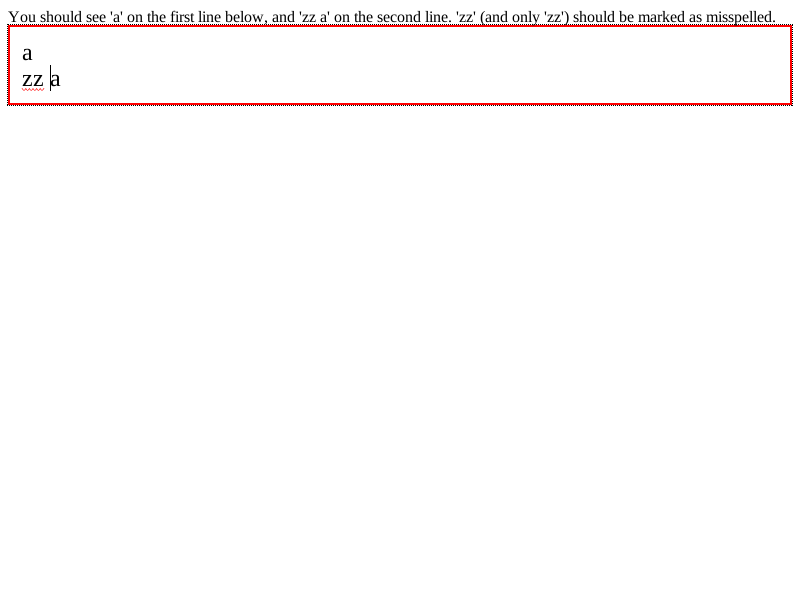 You should see 'a' on the first line below, and 'zz a' on the second line. 'zz' (and only 'zz') should be marked as misspelled.
a
zz a